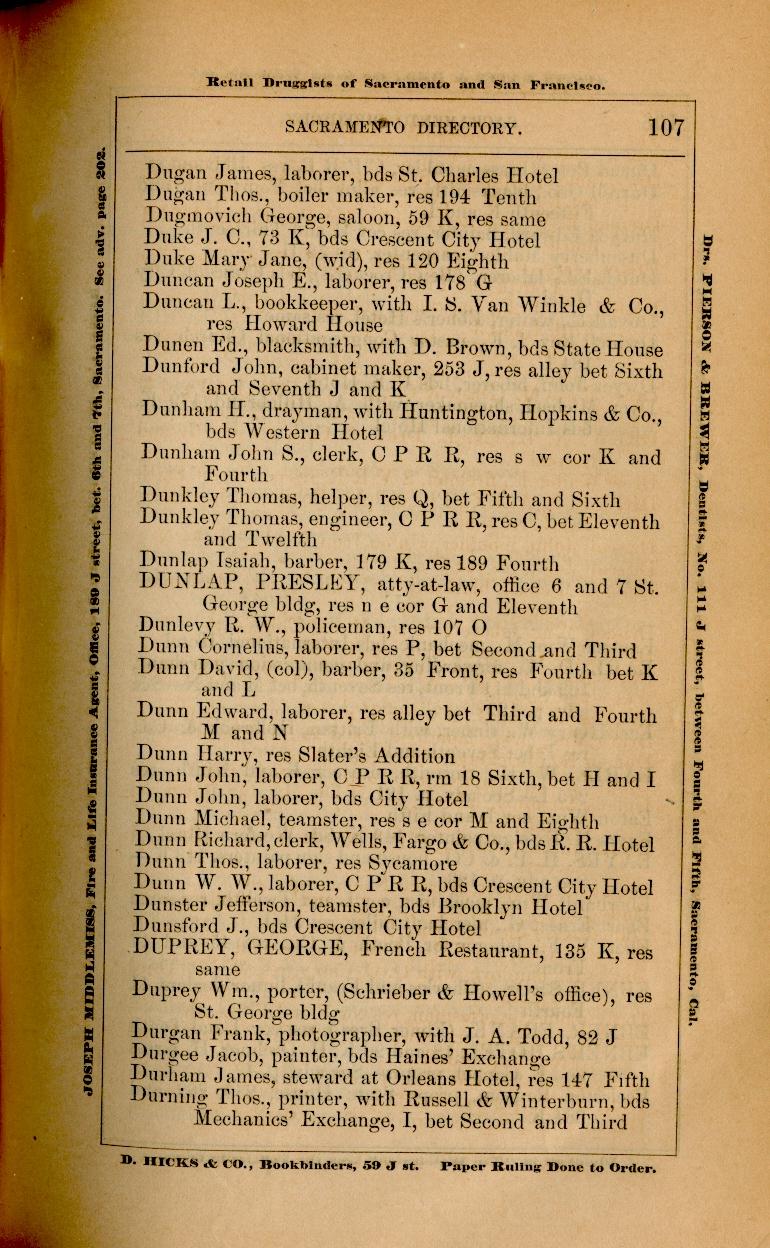 Retail Druggists of Sacramento and San Francisco.
SACRAMENTO DIRECTORY. 107
Dugan James, laborer, bds St. Charles Hotel
Dugan Thos., boiler maker, res 194 Tenth
Dugmovich George, saloon, 59 K, res same
Duke J. C., 73 K, bds Crescent City Hotel
Duke Mary Jane, (wid), res 120 Eighth
Duncan Joseph E., laborer, res 178 G
Duncan L., bookkeeper, with I. S. Van Winkle & Co.,
res Howard House
Dunen Ed., blacksmith, with D. Brown, bds State House
Dunford John, cabinet maker, 253 J, res alley bet Sixth
and Seventh J and K
Dunham H., drayman, with Huntington, Hopkins & Co.,
bds Western Hotel
Dunham John S., clerk, C P R R, res s w cor K and
Fourth
Dunkley Thomas, helper, res Q, bet Fifth and Sixth
Dunkley Thomas, engineer, C P R R, res C, bet Eleventh
and Twelfth
Dunlap Isaiah, barber, 179 K, res 189 Fourth
DUNLAP, PRESLEY, atty-at-law, office 6 and 7 St.
George bldg, res n e cor G and Eleventh
Dunlevy R. W., policeman, res 107 O
Dunn Cornelius, laborer, res P, bet Second and Third
Dunn David, (col), barber, 35 Front, res Fourth bet K
and L
Dunn Edward, laborer, res alley bet Third and Fourth
M and N
Dunn Harry, res Slater's Addition
Dunn John, laborer, C P R R, rm 18 Sixth, bet H and I
Dunn John, laborer, bds City Hotel
Dunn Michael, teamster, res s e cor M and Eighth
Dunn Richard, clerk, Wells, Fargo & Co., bds R. R. Hotel
Dunn Thos., laborer, res Sycamore
Dunn W. W., laborer, C P R R, bds Crescent City Hotel
Dunster Jefferson, teamster, bds Brooklyn Hotel
Dunsford J., bds Crescent City Hotel
DUPREY, GEORGE, French Restaurant, 135 K, res
same
Duprey Wm., porter, (Schrieber & Howell's office), res
St. George bldg
Durgan Frank, photographer, with J. A. Todd, 82 J
Durgee Jacob, painter, bds Haines' Exchange
Durham James, steward at Orleans Hotel, res 147 Fifth
Durning Thos., printer, with Russell & Winterburn, bds
Mechanics' Exchange, I, bet Second and Third
D. HICKS & CO., Bookbinders, 59 J st. Paper Ruling Done to Order.
JOSEPH MIDDLEMISS, Fire and Life Insurance Agent, Office, 189 J street, bet. 6th and 7th, Sacramento. See adv. page 202.
Drs. PIERSON & BREWER, Dentists, No. 111 J street, between Fourth and Fifth, Sacramento, Cal.